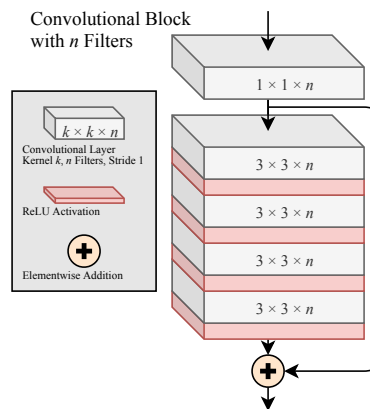 Convolutional Block
with n Filters
1 × 1 × n
k × k × n
Convolutional Layer
Kernel k, n Filters, Stride 1
ReLU Activation
Elementwise Addition
3 × 3 × n
3 × 3 × n
3 × 3 × n
3 × 3 × n